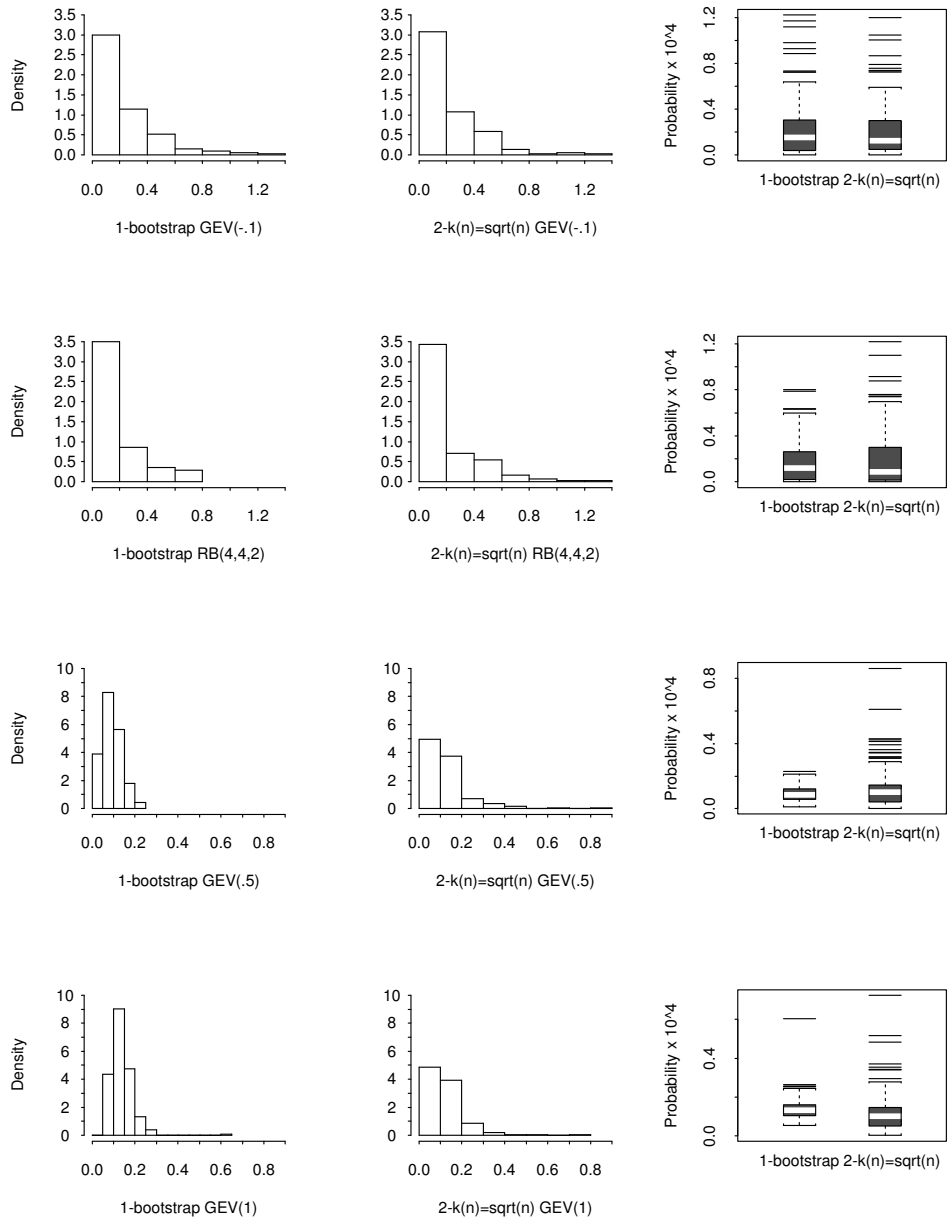 Density
3.5
3.0
2.5
2.0
1.5
1.0
0.5
0.0
0.0 0.4 0.8 1.2
1-bootstrap GEV(-.1)
3.5
3.0
2.5
2.0
1.5
1.0
0.5
0.0
0.0 0.4 0.8 1.2
2-k(n)=sqrt(n) GEV(-.1)
Probability x 10^4
1.2
0.8
0.4
0.0
1-bootstrap 2-k(n)=sqrt(n)
Density
3.5
3.0
2.5
2.0
1.5
1.0
0.5
0.0
0.0 0.4 0.8 1.2
1-bootstrap RB(4,4,2)
3.5
3.0
2.5
2.0
1.5
1.0
0.5
0.0
0.0 0.4 0.8 1.2
2-k(n)=sqrt(n) RB(4,4,2)
Probability x 10^4
1.2
0.8
0.4
0.0
1-bootstrap 2-k(n)=sqrt(n)
Density
10
8
6
4
2
0
0.0 0.2 0.4 0.6 0.8
1-bootstrap GEV(.5)
10
8
6
4
2
0
0.0 0.2 0.4 0.6 0.8
2-k(n)=sqrt(n) GEV(.5)
Probability x 10^4
0.8
0.4
0.0
1-bootstrap 2-k(n)=sqrt(n)
Density
10
8
6
4
2
0
0.0 0.2 0.4 0.6 0.8
1-bootstrap GEV(1)
10
8
6
4
2
0
0.0 0.2 0.4 0.6 0.8
2-k(n)=sqrt(n) GEV(1)
Probability x 10^4
0.4
0.0
1-bootstrap 2-k(n)=sqrt(n)